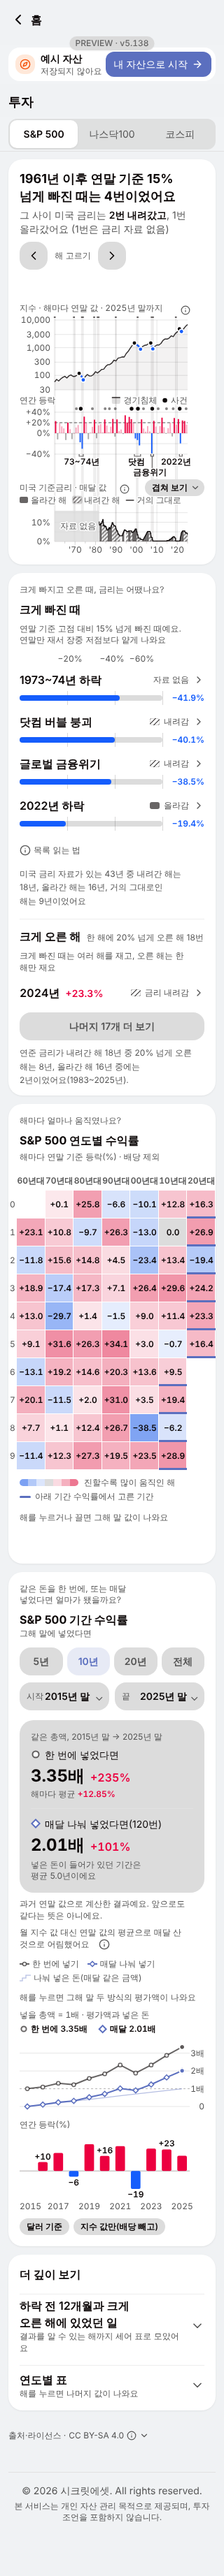 홈
PREVIEW · v5.138
예시 자산
저장되지 않아요
내 자산으로 시작
투자
S&P 500
나스닥100
코스피
1961년 이후 연말 기준 15%
넘게 빠진 때는 4번이었어요
그 사이 미국 금리는 2번 내려갔고, 1번
올라갔어요 (1번은 금리 자료 없음)
해 고르기
지수 · 해마다 연말 값 · 2025년 말까지
10,000
3,000
1,000
300
100
30
연간 등락
경기침체
사건
+40%
+20%
0%
−40%
73~74년
닷컴
2022년
금융위기
미국 기준금리 · 매달 값
겹쳐 보기
올라간 해
내려간 해
거의 그대로
10%
자료 없음
0%
'70
'80
'90
'00
'10
'20
크게 빠지고 오른 때, 금리는 어땠나요?
크게 빠진 때
연말 기준 고점 대비 15% 넘게 빠진 때예요.
연말만 재서 장중 저점보다 얕게 나와요
−20%
−40%
−60%
1973~74년 하락
자료 없음
−41.9%
닷컴 버블 붕괴
내려감
−40.1%
글로벌 금융위기
내려감
−38.5%
2022년 하락
올라감
−19.4%
목록 읽는 법
미국 금리 자료가 있는 43년 중 내려간 해는
18년, 올라간 해는 16년, 거의 그대로인
해는 9년이었어요
크게 오른 해
한 해에 20% 넘게 오른 해 18번
크게 빠진 때는 여러 해를 재고, 오른 해는 한
해만 재요
2024년
+23.3%
금리 내려감
나머지 17개 더 보기
연준 금리가 내려간 해 18년 중 20% 넘게 오른
해는 8년, 올라간 해 16년 중에는
2년이었어요(1983~2025년).
해마다 얼마나 움직였나요?
S&P 500 연도별 수익률
해마다 연말 기준 등락(%) · 배당 제외
60년대 70년대 80년대 90년대 00년대 10년대 20년대
0 +0.1 +25.8 −6.6 −10.1 +12.8 +16.3
1 +23.1 +10.8 −9.7 +26.3 −13.0 0.0 +26.9
2 −11.8 +15.6 +14.8 +4.5 −23.4 +13.4 −19.4
3 +18.9 −17.4 +17.3 +7.1 +26.4 +29.6 +24.2
4 +13.0 −29.7 +1.4 −1.5 +9.0 +11.4 +23.3
5 +9.1 +31.6 +26.3 +34.1 +3.0 −0.7 +16.4
6 −13.1 +19.2 +14.6 +20.3 +13.6 +9.5
7 +20.1 −11.5 +2.0 +31.0 +3.5 +19.4
8 +7.7 +1.1 +12.4 +26.7 −38.5 −6.2
9 −11.4 +12.3 +27.3 +19.5 +23.5 +28.9
진할수록 많이 움직인 해
아래 기간 수익률에서 고른 기간
해를 누르거나 끌면 그해 말 값이 나와요
같은 돈을 한 번에, 또는 매달
넣었다면 얼마가 됐을까요?
S&P 500 기간 수익률
그해 말에 넣었다면
5년
10년
20년
전체
시작 2015년 말
끝 2025년 말
같은 총액, 2015년 말 → 2025년 말
한 번에 넣었다면
3.35배 +235%
해마다 평균 +12.85%
매달 나눠 넣었다면(120번)
2.01배 +101%
넣은 돈이 들어가 있던 기간은
평균 5.0년이에요
과거 연말 값으로 계산한 결과예요. 앞으로도
같다는 뜻은 아니에요.
월 지수 값 대신 연말 값의 평균으로 매달 산
것으로 어림했어요
한 번에 넣기
매달 나눠 넣기
나눠 넣은 돈(매달 같은 금액)
해를 누르면 그해 말 두 방식의 평가액이 나와요
넣을 총액 = 1배 · 평가액과 넣은 돈
한 번에 3.35배
매달 2.01배
3배
2배
1배
0
연간 등락(%)
+10
−6
+16
−19
+23
2015
2017
2019
2021
2023
2025
달러 기준
지수 값만(배당 빼고)
더 깊이 보기
하락 전 12개월과 크게
오른 해에 있었던 일
결과를 알 수 있는 해까지 세어 표로 모았어
요
연도별 표
해를 누르면 나머지 값이 나와요
출처·라이선스 · CC BY-SA 4.0
© 2026 시크릿에셋. All rights reserved.
본 서비스는 개인 자산 관리 목적으로 제공되며, 투자
조언을 포함하지 않습니다.